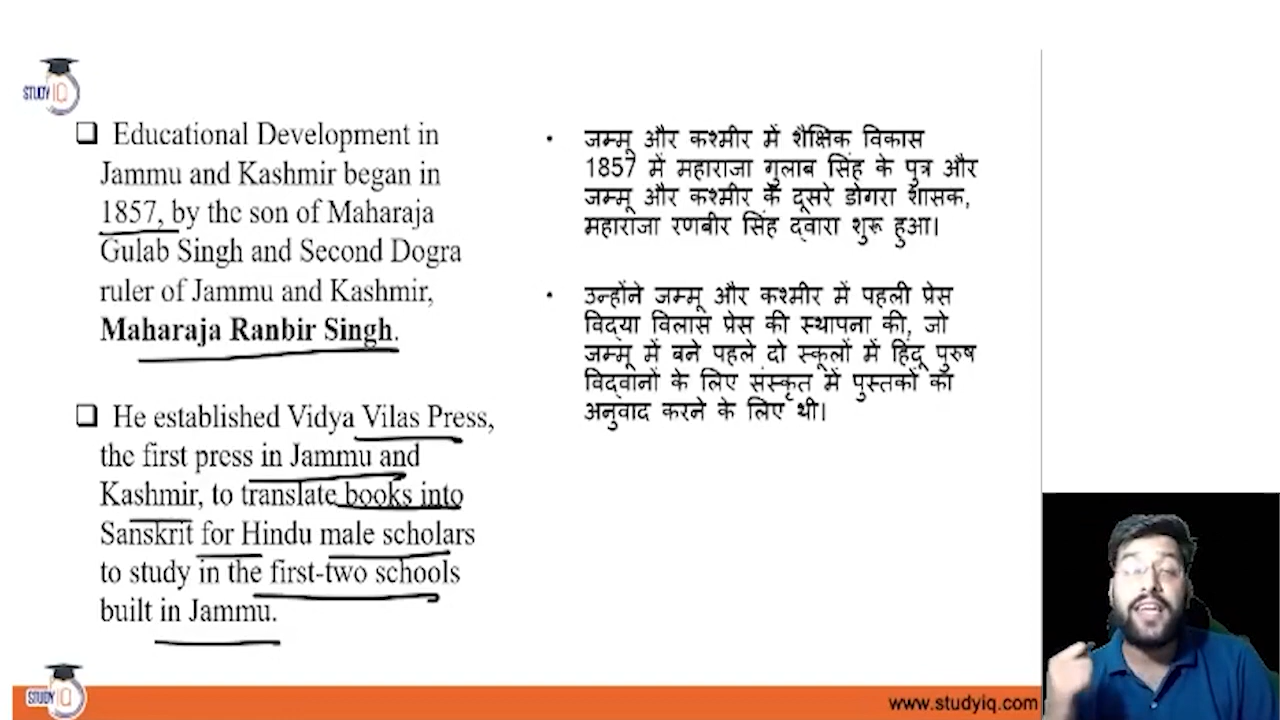 STUDY IQ
❑ Educational Development in
Jammu and Kashmir began in
1857, by the son of Maharaja
Gulab Singh and Second Dogra
ruler of Jammu and Kashmir,
Maharaja Ranbir Singh.
❑ He established Vidya Vilas Press,
the first press in Jammu and
Kashmir, to translate books into
Sanskrit for Hindu male scholars
to study in the first-two schools
built in Jammu.
• जम्मू और कश्मीर में शैक्षिक विकास
1857 में महाराजा गुलाब सिंह के पुत्र और
जम्मू और कश्मीर के दूसरे डोगरा शासक,
महाराजा रणबीर सिंह द्वारा शुरू हुआ।
• उन्होंने जम्मू और कश्मीर में पहली प्रेस
विद्या विलास प्रेस की स्थापना की, जो
जम्मू में बने पहले दो स्कूलों में हिंदू पुरुष
विद्वानों के लिए संस्कृत में पुस्तकों का
अनुवाद करने के लिए थी।
STUDY IQ
www.studyiq.com